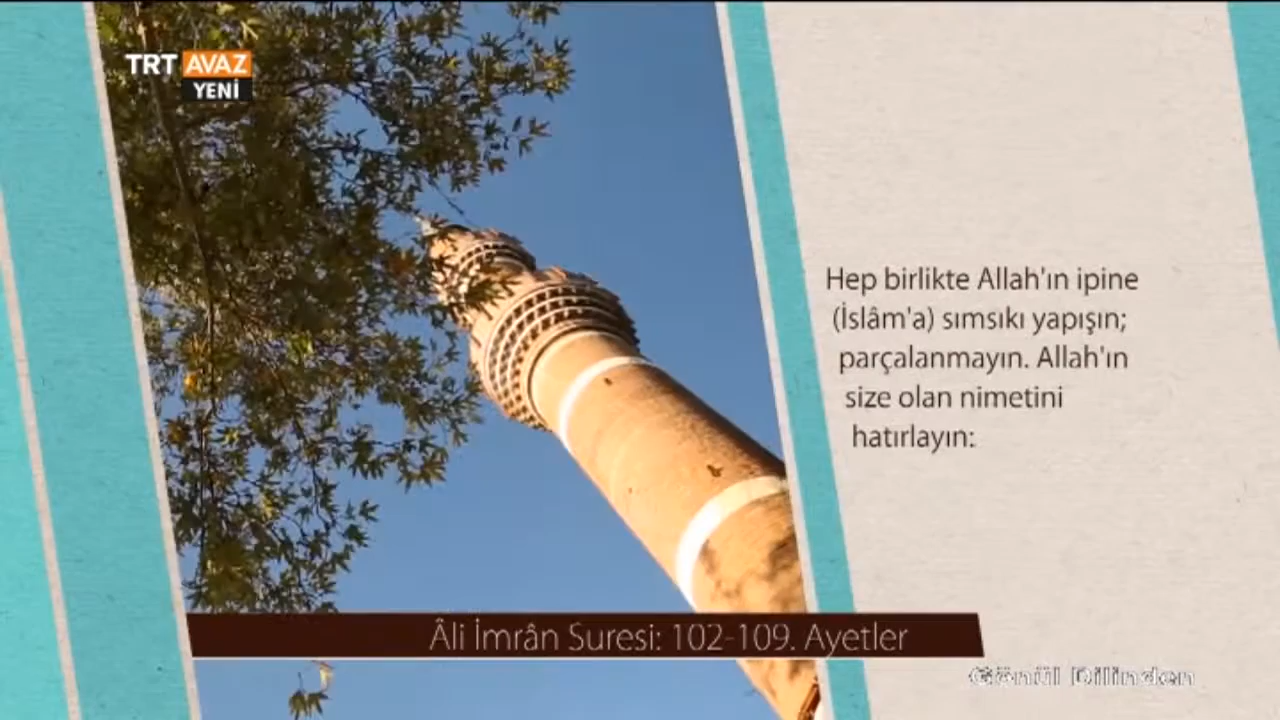 TRT AVAZ
YENİ
Hep birlikte Allah'ın ipine
(İslâm'a) sımsıkı yapışın;
parçalanmayın. Allah'ın
size olan nimetini
hatırlayın:
Âli İmrân Suresi: 102-109. Ayetler
Gönül Dilinden